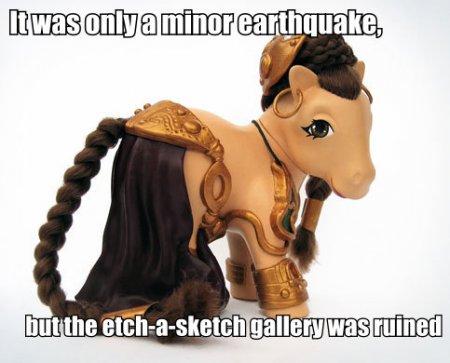 It was only a minor earthquake,
but the etch-a-sketch gallery was ruined